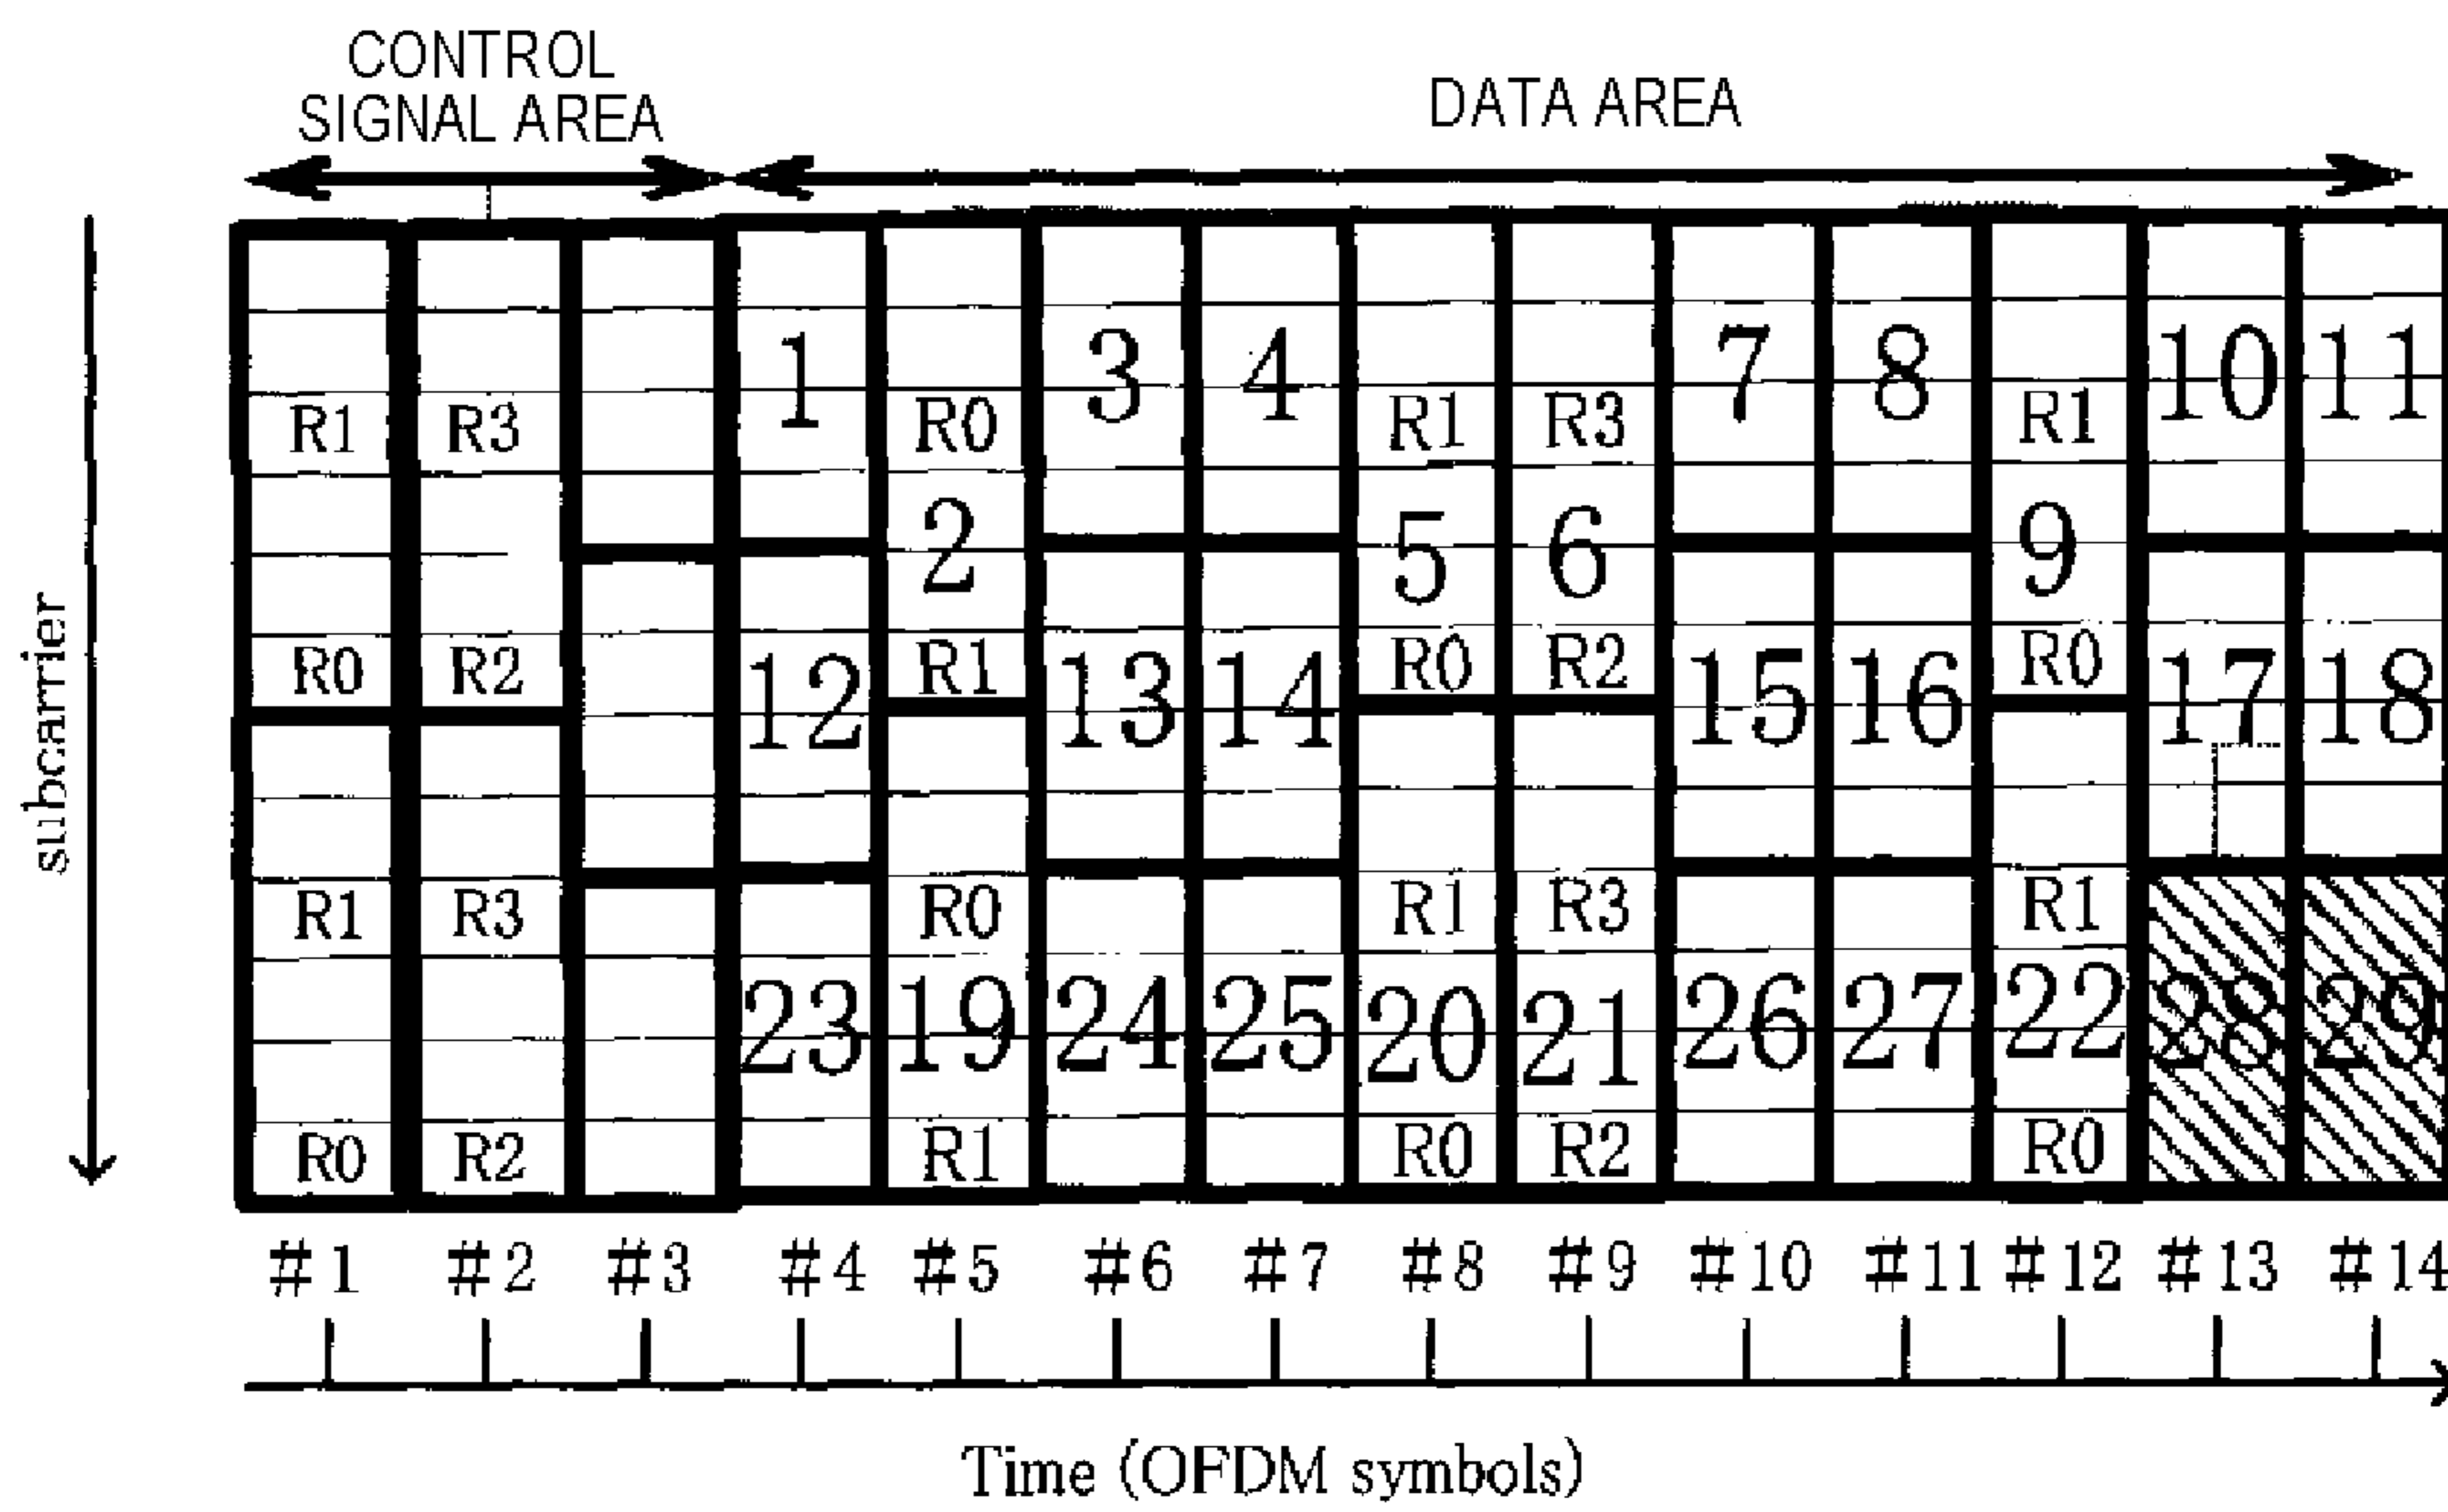 CONTROL
SIGNAL AREA
DATA AREA
1 3 4 7 8 10 11
R1 R3 R0 R1 R3 R1
2 5 6 9
R0 R2 R1 R0 R2 R0
12 13 14 15 16 17 18
R1 R3 R0 R1 R3 R1
23 19 24 25 20 21 26 27 22 28 29
R0 R2 R1 R0 R2 R0
#1 #2 #3 #4 #5 #6 #7 #8 #9 #10 #11 #12 #13 #14
subcarrier
Time (OFDM symbols)